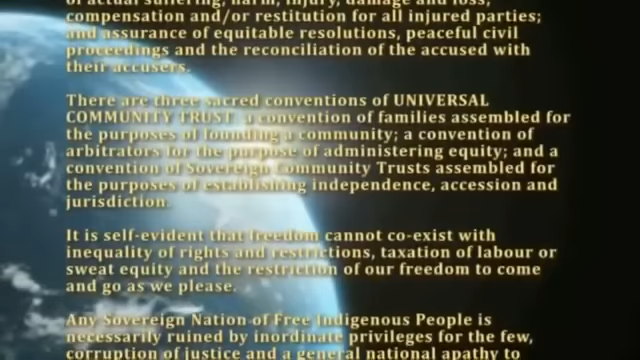 of actual suffering, harm, injury, damage and loss,
compensation and/or restitution for all injured parties;
and assurance of equitable resolutions, peaceful civil
proceedings and the reconciliation of the accused with
their accusers.
There are three sacred conventions of UNIVERSAL
COMMUNITY TRUST a convention of families assembled for
the purposes of founding a community; a convention of
arbitrators for the purpose of administering equity; and a
convention of Sovereign Community Trusts assembled for
the purposes of establishing independence, accession and
jurisdiction.
It is self-evident that freedom cannot co-exist with
inequality of rights and restrictions, taxation of labour or
sweat equity and the restriction of our freedom to come
and go as we please.
Any Sovereign Nation of Free Indigenous People is
necessarily ruined by inordinate privileges for the few,
corruption of justice and a general national apathy to